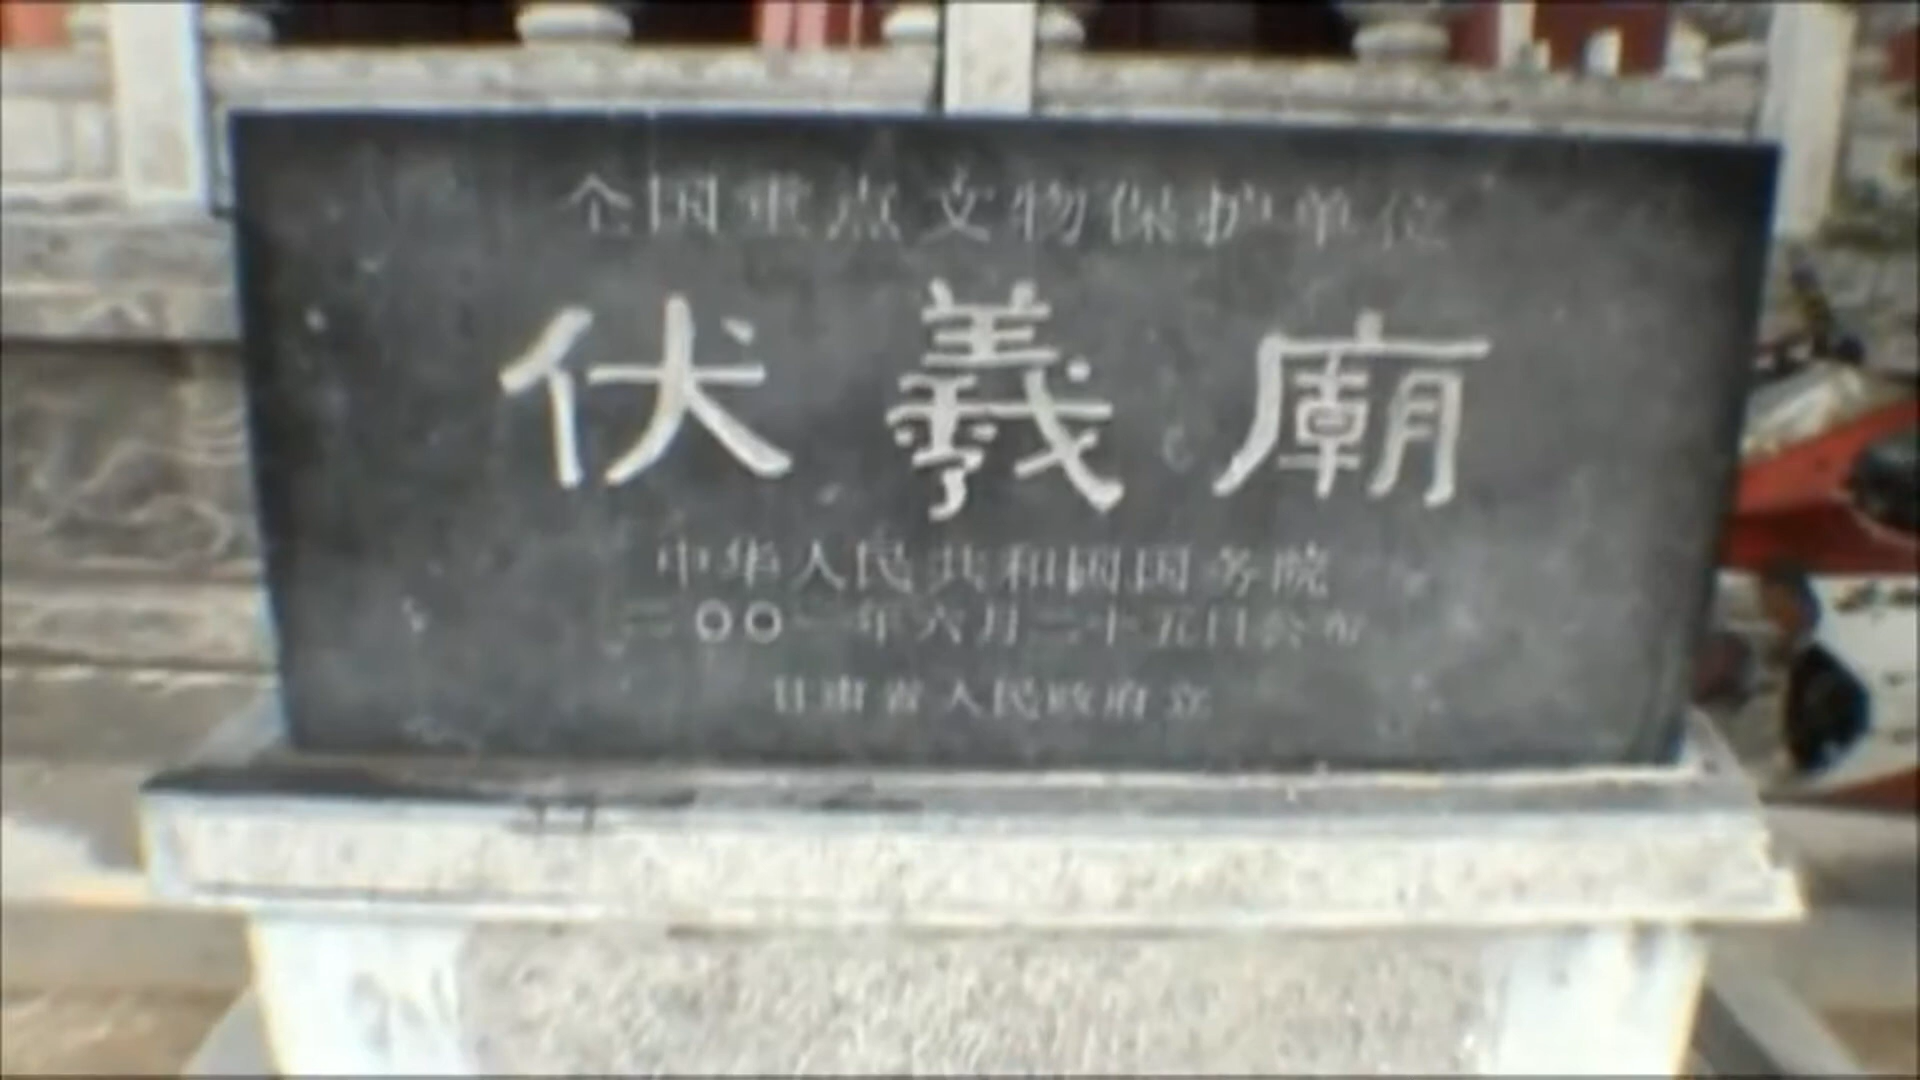 全国重点文物保护单位
伏羲廟
中华人民共和国国务院
二〇〇一年六月二十五日公布
甘肃省人民政府立